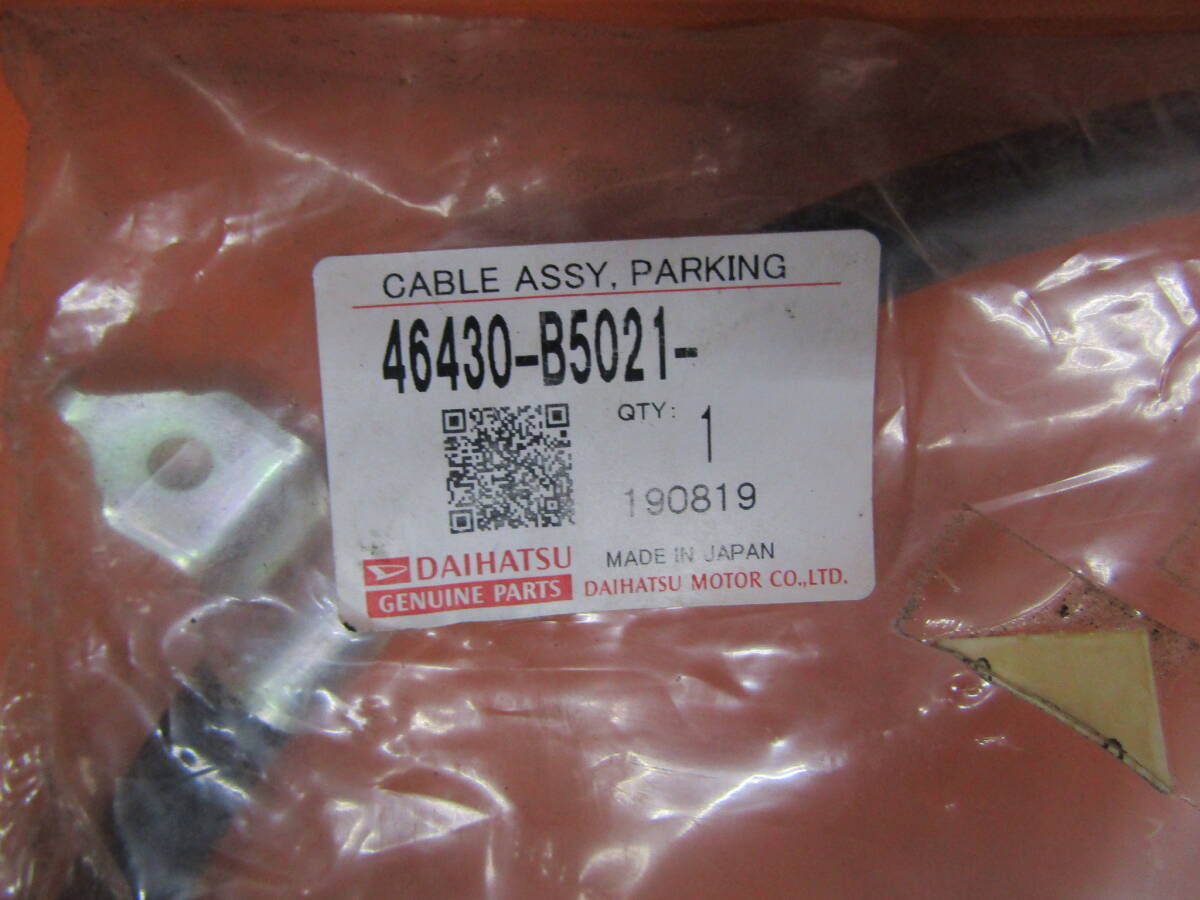 CABLE ASSY, PARKING
46430-B5021-
QTY: 1
190819
DAIHATSU
GENUINE PARTS
MADE IN JAPAN
DAIHATSU MOTOR CO.,LTD.